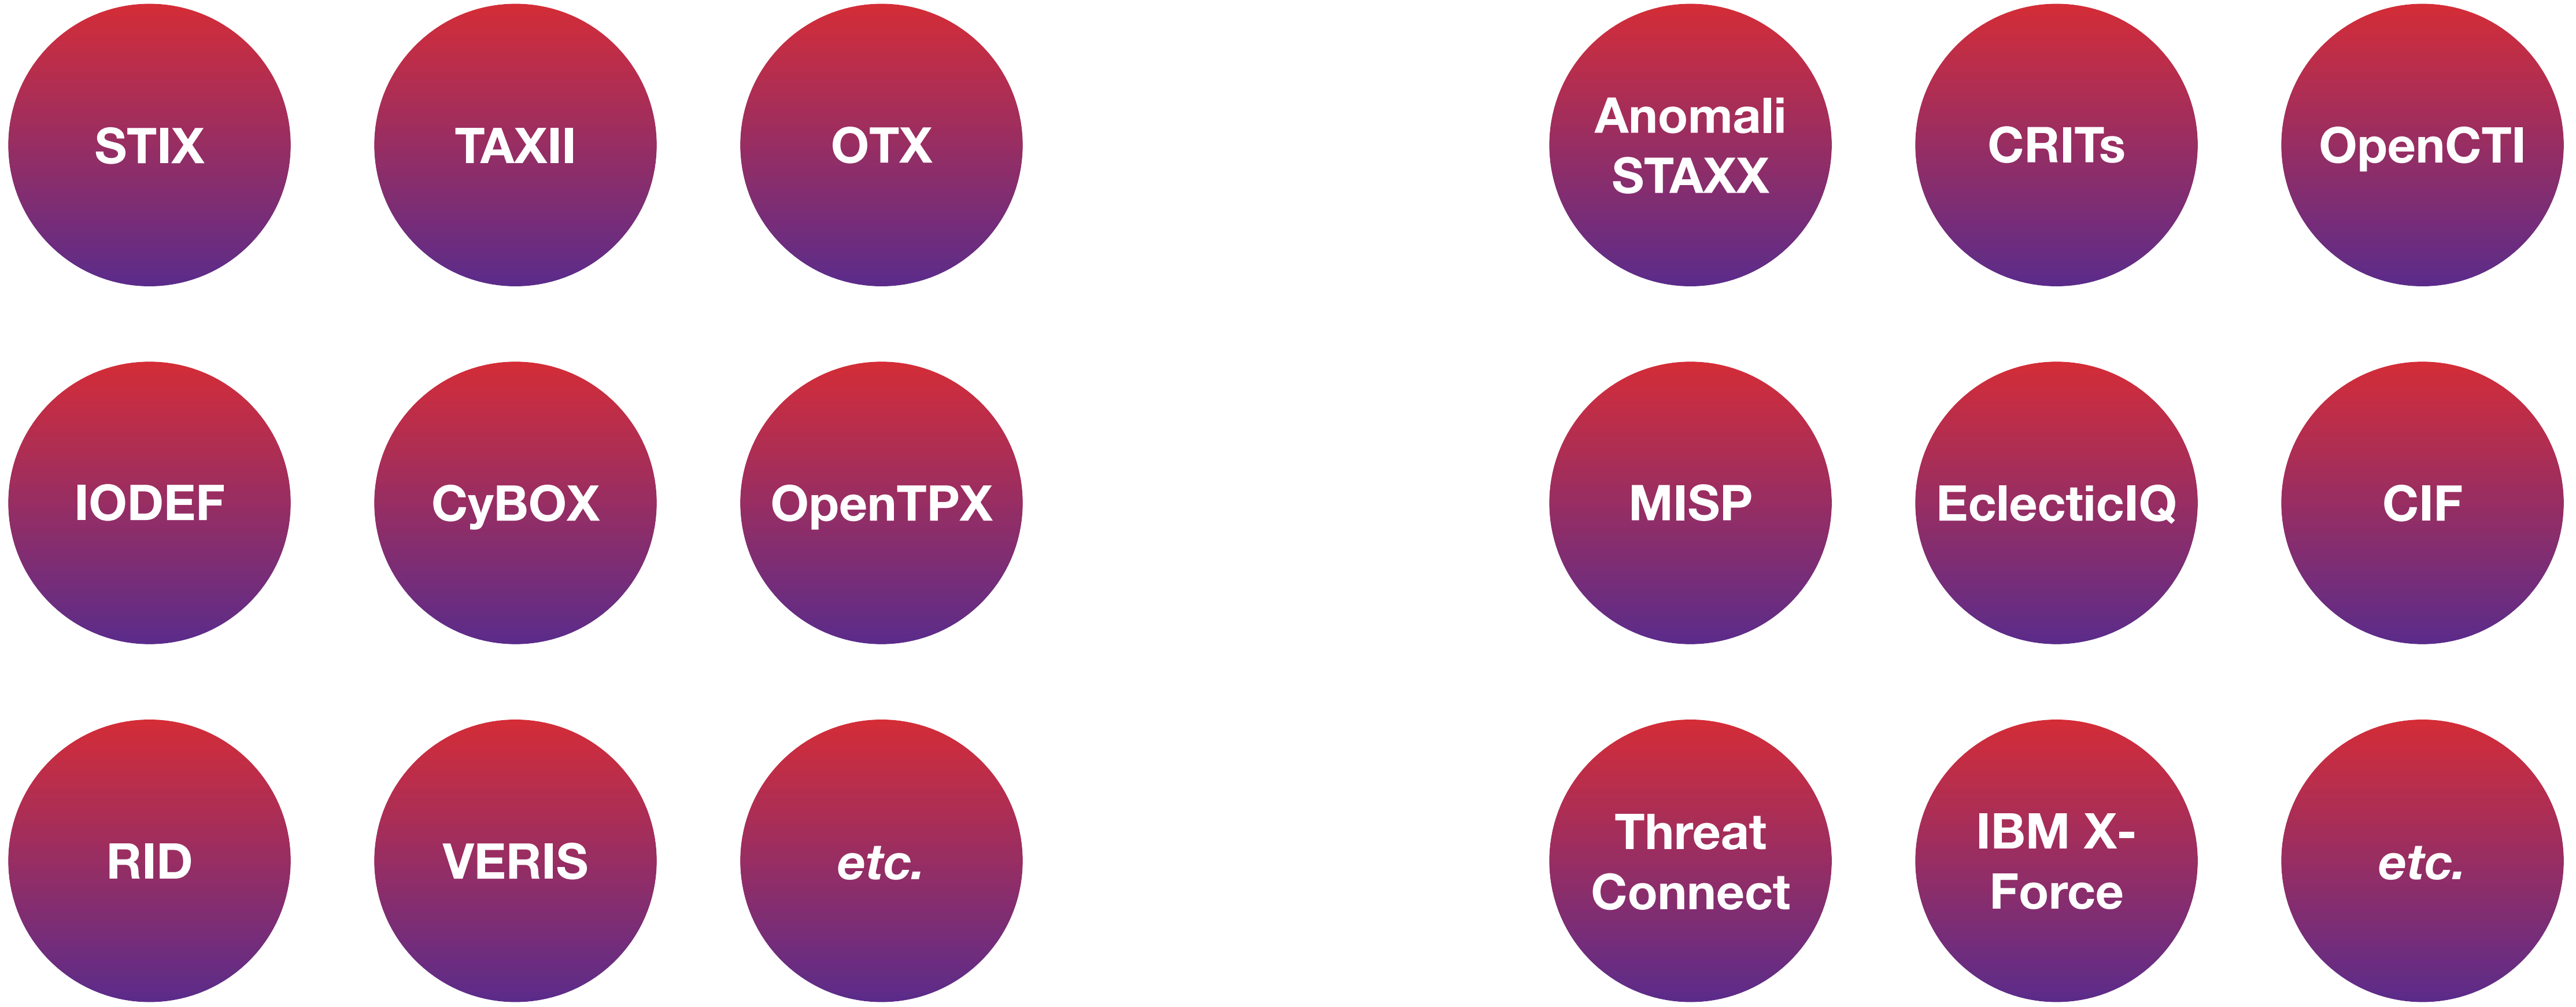 STIX
TAXII
OTX
IODEF
CyBOX
OpenTPX
RID
VERIS
etc.
Anomali
STAXX
CRITs
OpenCTI
MISP
EclecticIQ
CIF
Threat
Connect
IBM X-
Force
etc.